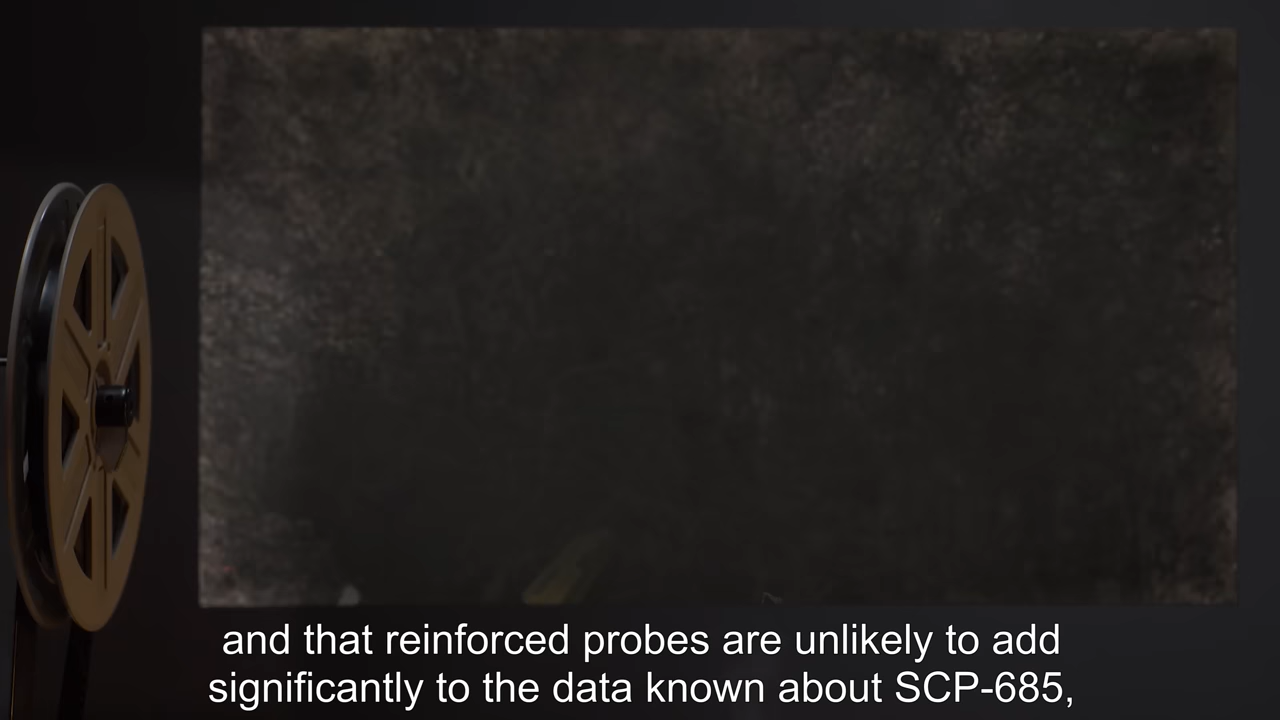 and that reinforced probes are unlikely to add
significantly to the data known about SCP-685,